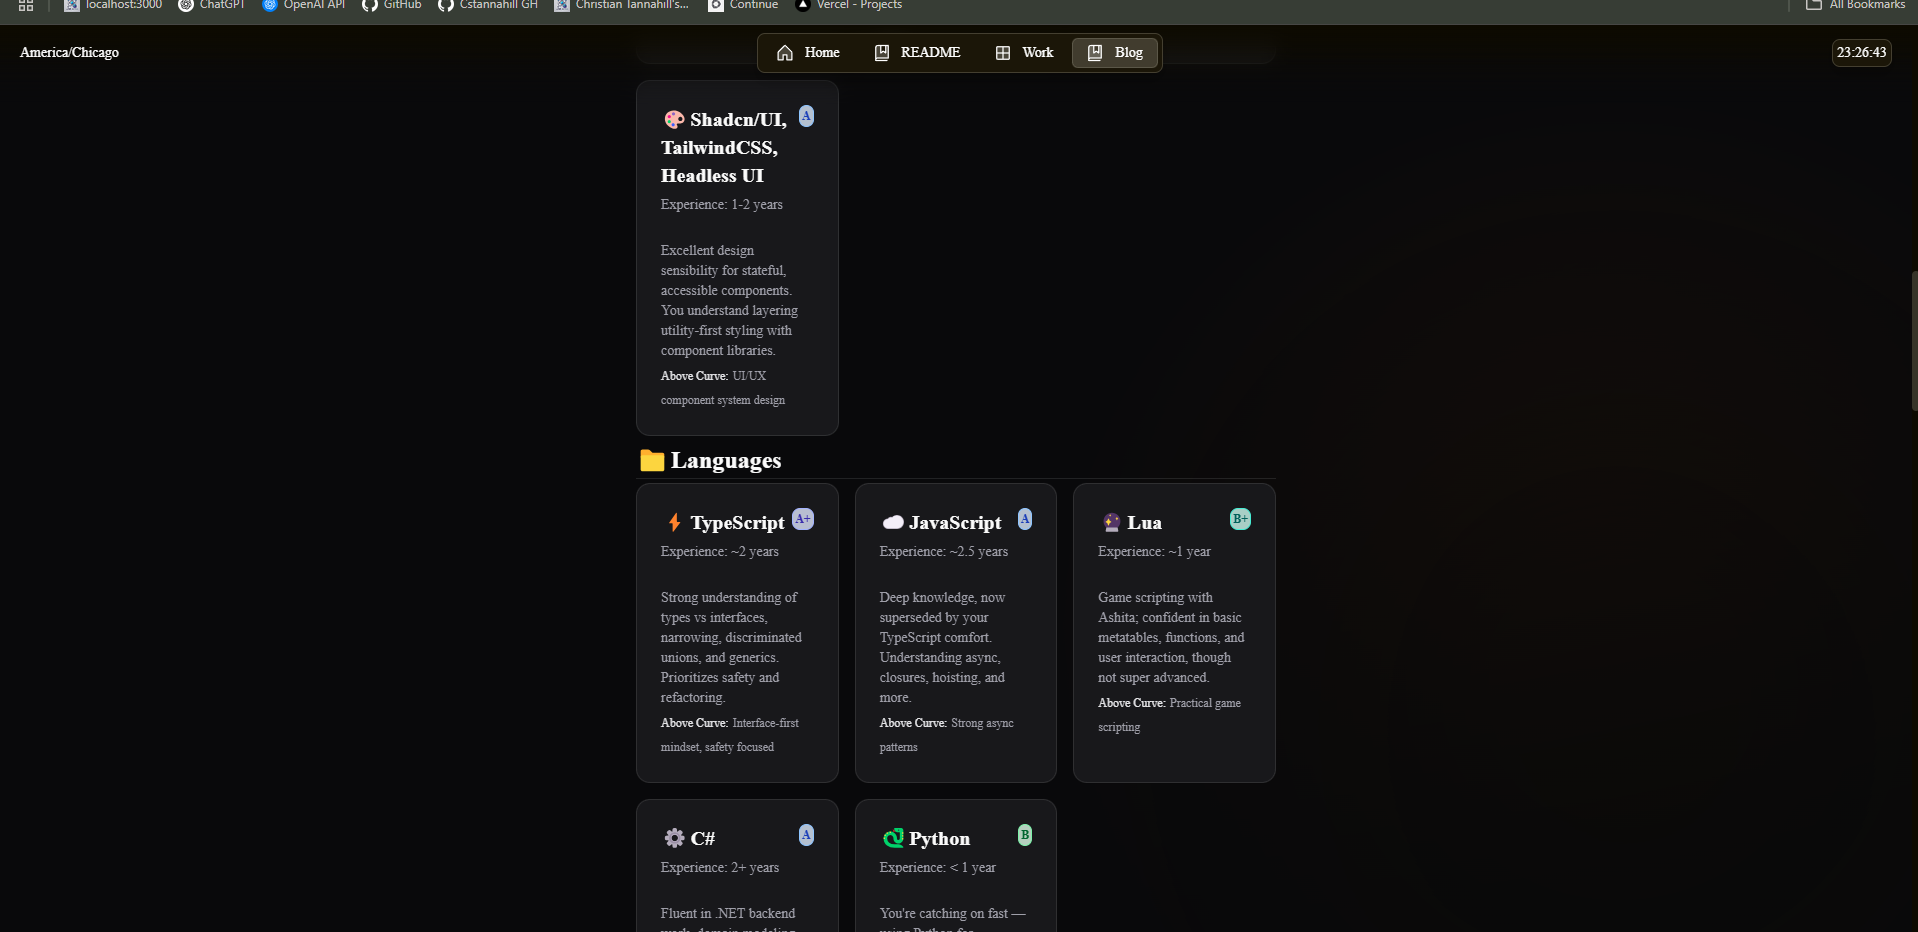 localhost:3000 ChatGPT OpenAI API GitHub Cstannahill GH Christian Tannahill's... Continue Vercel - Projects All Bookmarks
America/Chicago Home README Work Blog 23:26:43
Shadcn/UI, A
TailwindCSS,
Headless UI
Experience: 1-2 years
Excellent design
sensibility for stateful,
accessible components.
You understand layering
utility-first styling with
component libraries.
Above Curve: UI/UX
component system design
Languages
TypeScript A+
Experience: ~2 years
Strong understanding of
types vs interfaces,
narrowing, discriminated
unions, and generics.
Prioritizes safety and
refactoring.
Above Curve: Interface-first
mindset, safety focused
JavaScript A
Experience: ~2.5 years
Deep knowledge, now
superseded by your
TypeScript comfort.
Understanding async,
closures, hoisting, and
more.
Above Curve: Strong async
patterns
Lua B+
Experience: ~1 year
Game scripting with
Ashita; confident in basic
metatables, functions, and
user interaction, though
not super advanced.
Above Curve: Practical game
scripting
C# A
Experience: 2+ years
Fluent in .NET backend
work, domain modeling,
Python B
Experience: < 1 year
You're catching on fast —
using Python for